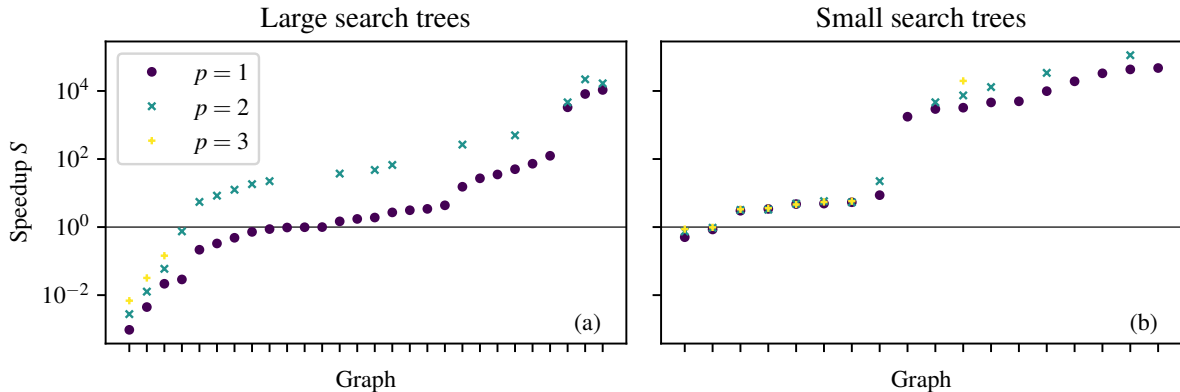 Large search trees
Small search trees
Speedup S
10^4
10^2
10^0
10^−2
p = 1
p = 2
p = 3
(a)
(b)
Graph
Graph